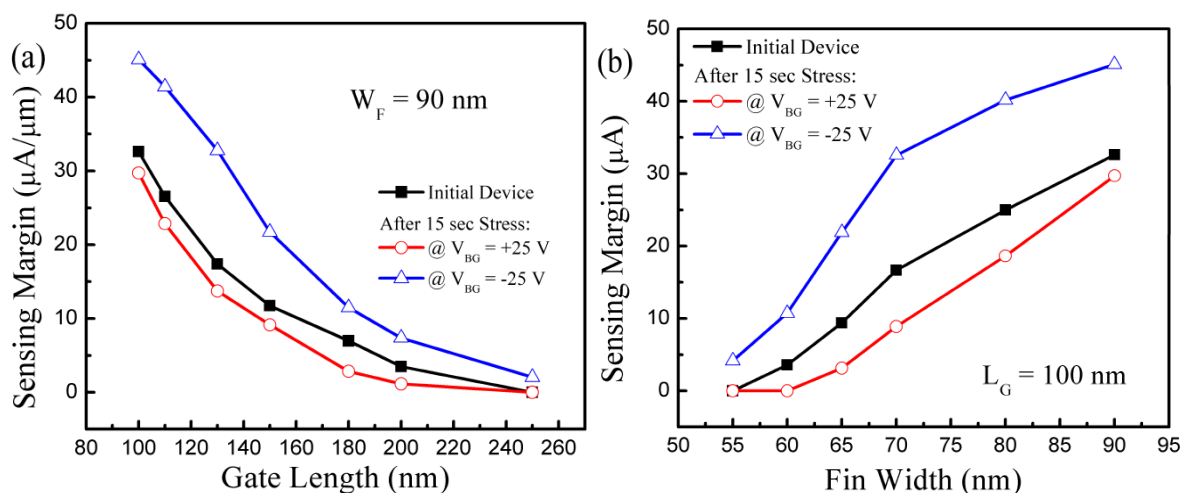 (a)
Sensing Margin (μA/μm)
50
40
30
20
10
0
W_F = 90 nm
Initial Device
After 15 sec Stress:
@ V_BG = +25 V
@ V_BG = -25 V
80 100 120 140 160 180 200 220 240 260
Gate Length (nm)
(b)
Sensing Margin (μA)
50
40
30
20
10
0
Initial Device
After 15 sec Stress:
@ V_BG = +25 V
@ V_BG = -25 V
L_G = 100 nm
50 55 60 65 70 75 80 85 90 95
Fin Width (nm)